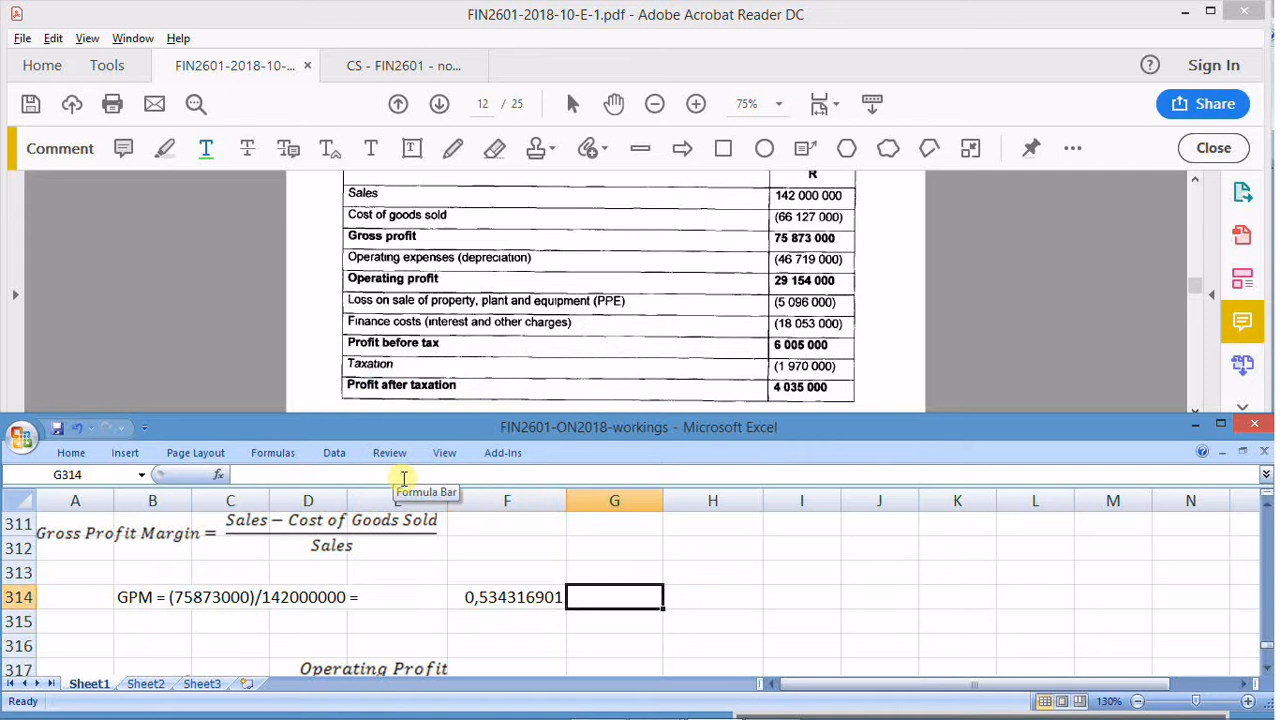 FIN2601-2018-10-E-1.pdf - Adobe Acrobat Reader DC
File Edit View Window Help
Home Tools FIN2601-2018-10-... × CS - FIN2601 - no... Sign In
12 / 25 75% Share
Comment Close
R
Sales 142 000 000
Cost of goods sold (66 127 000)
Gross profit 75 873 000
Operating expenses (depreciation) (46 719 000)
Operating profit 29 154 000
Loss on sale of property, plant and equipment (PPE) (5 096 000)
Finance costs (interest and other charges) (18 053 000)
Profit before tax 6 005 000
Taxation (1 970 000)
Profit after taxation 4 035 000
FIN2601-ON2018-workings - Microsoft Excel
Home Insert Page Layout Formulas Data Review View Add-Ins
G314 fx
Formula Bar
A B C D E F G H I J K L M N
311 Gross Profit Margin = Sales − Cost of Goods Sold
312 Sales
313
314 GPM = (75873000)/142000000 = 0,534316901
315
316
317 Operating Profit
Sheet1 Sheet2 Sheet3
Ready 130%